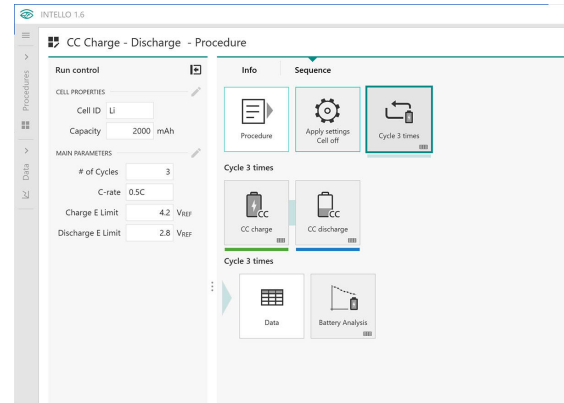 INTELLO 1.6
CC Charge - Discharge - Procedure
Procedures
Data
Run control
CELL PROPERTIES
Cell ID Li
Capacity 2000 mAh
MAIN PARAMETERS
# of Cycles 3
C-rate 0.5C
Charge E Limit 4.2 VREF
Discharge E Limit 2.8 VREF
Info Sequence
Procedure
Apply settings
Cell off
Cycle 3 times
Cycle 3 times
CC
CC charge
CC
CC discharge
Cycle 3 times
Data
Battery Analysis